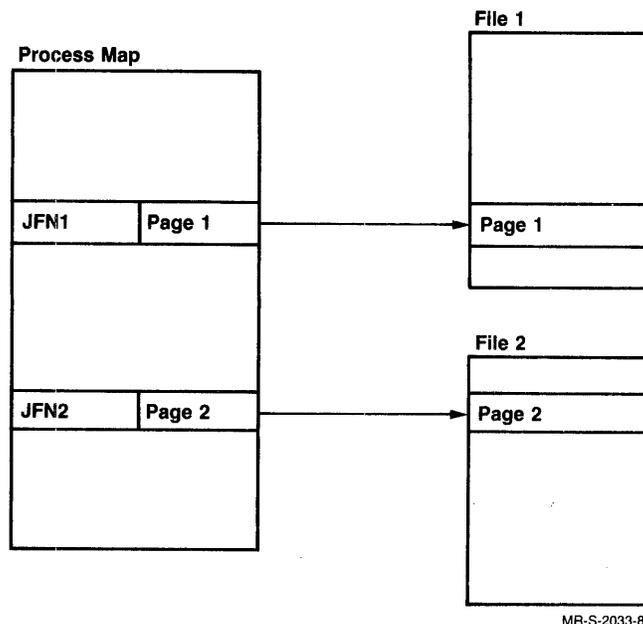 File 1
Process Map
JFN1 Page 1
Page 1
File 2
JFN2 Page 2
Page 2
MR-S-2033-8